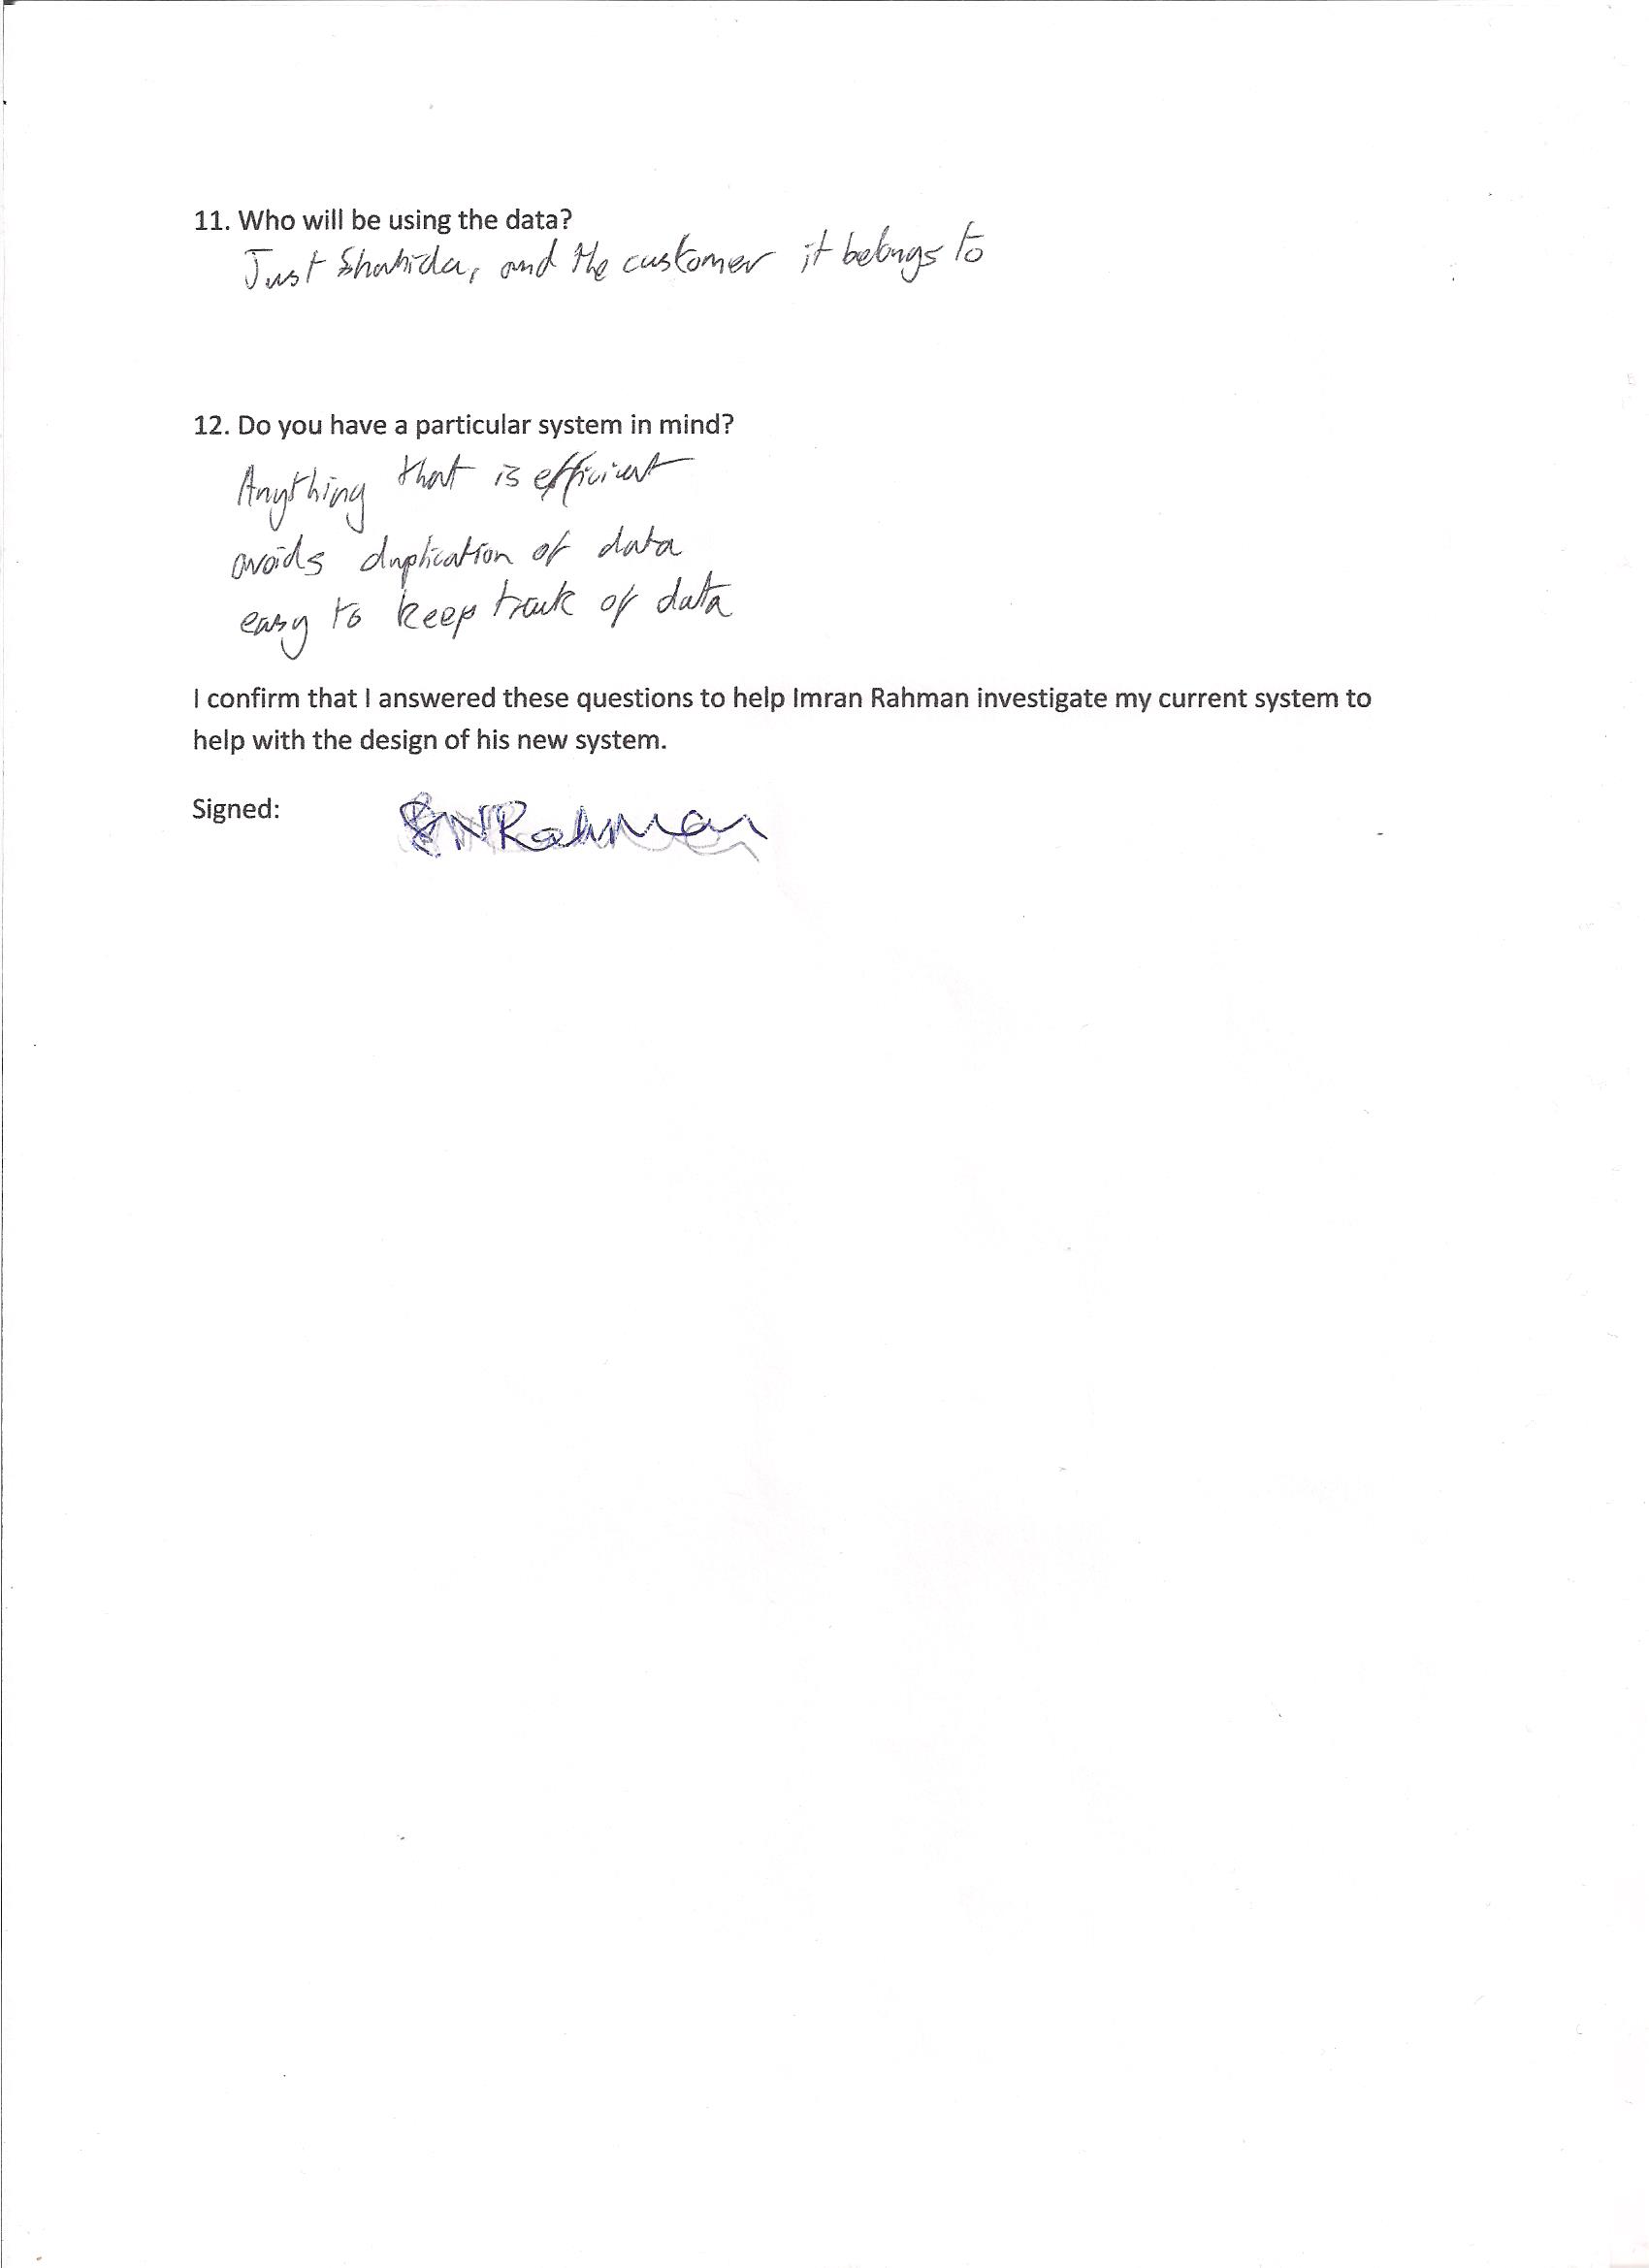 11. Who will be using the data?
Just Shahida, and the customer it belongs to
12. Do you have a particular system in mind?
Anything that is efficient
avoids duplication of data
easy to keep track of data
I confirm that I answered these questions to help Imran Rahman investigate my current system to
help with the design of his new system.
Signed:
SNRahman